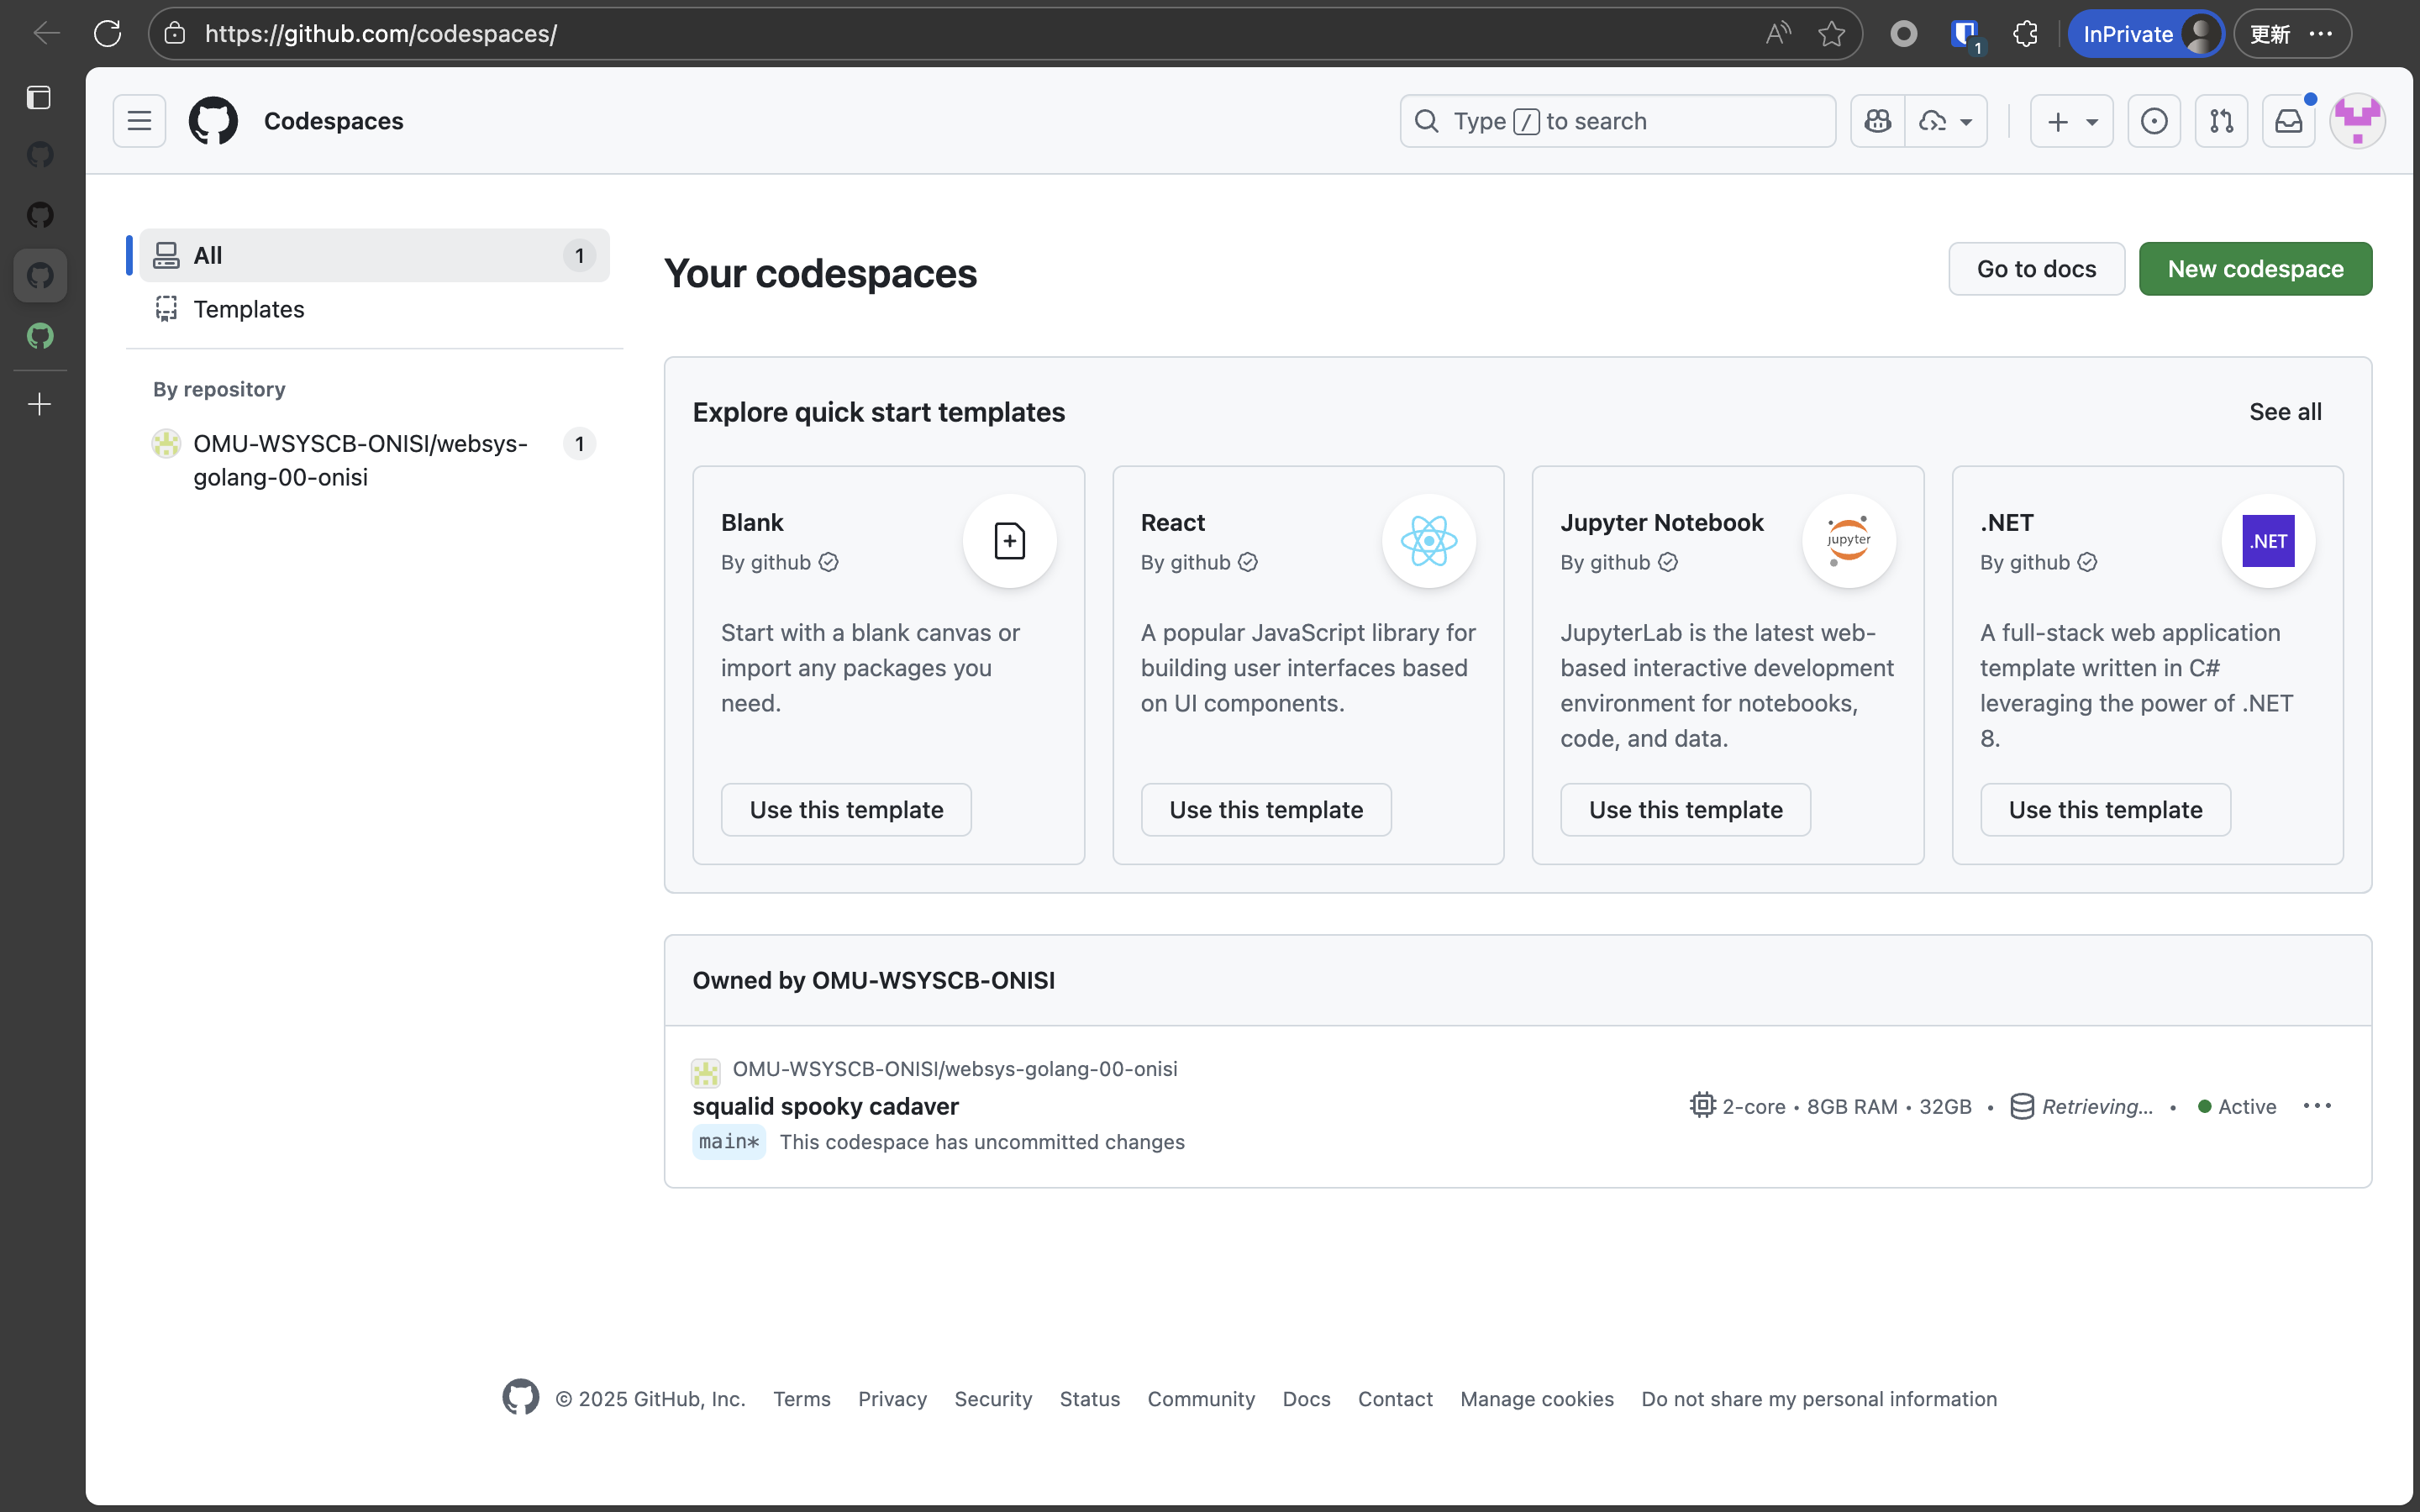 https://github.com/codespaces/
1
InPrivate
更新
Codespaces
Type / to search
All
1
Templates
By repository
OMU-WSYSCB-ONISI/websys-
golang-00-onisi
1
Your codespaces
Go to docs
New codespace
Explore quick start templates
See all
Blank
By github
Start with a blank canvas or
import any packages you
need.
Use this template
React
By github
A popular JavaScript library for
building user interfaces based
on UI components.
Use this template
Jupyter Notebook
By github
jupyter
JupyterLab is the latest web-
based interactive development
environment for notebooks,
code, and data.
Use this template
.NET
By github
.NET
A full-stack web application
template written in C#
leveraging the power of .NET
8.
Use this template
Owned by OMU-WSYSCB-ONISI
OMU-WSYSCB-ONISI/websys-golang-00-onisi
squalid spooky cadaver
2-core • 8GB RAM • 32GB • Retrieving... • Active
main* This codespace has uncommitted changes
© 2025 GitHub, Inc. Terms Privacy Security Status Community Docs Contact Manage cookies Do not share my personal information